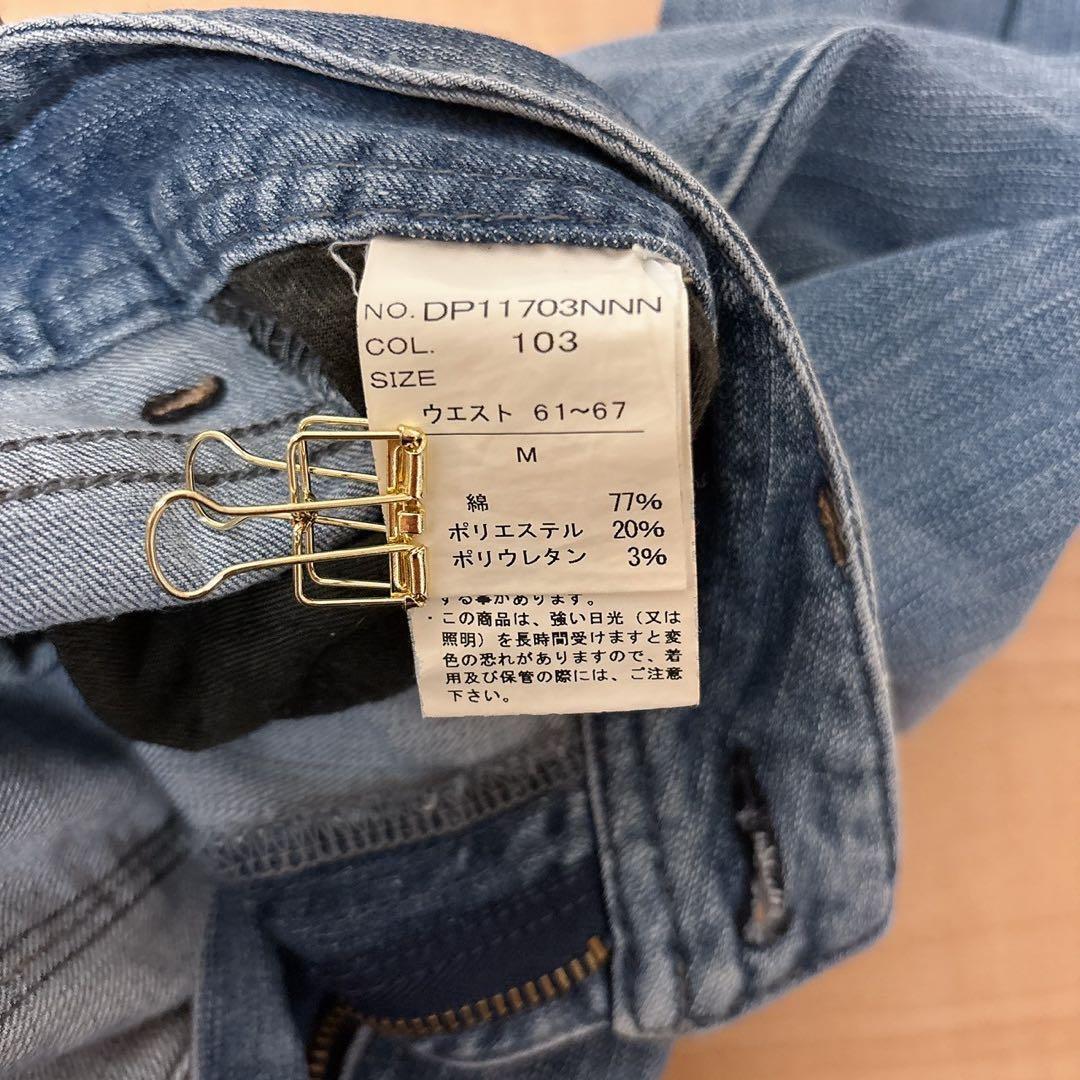 NO. DP11703NNN
COL. 103
SIZE
ウエスト 61～67
M
綿 77%
ポリエステル 20%
ポリウレタン 3%
する事があります。
・この商品は、強い日光（又は
照明）を長時間受けますと変
色の恐れがありますので、着
用及び保管の際には、ご注意
下さい。